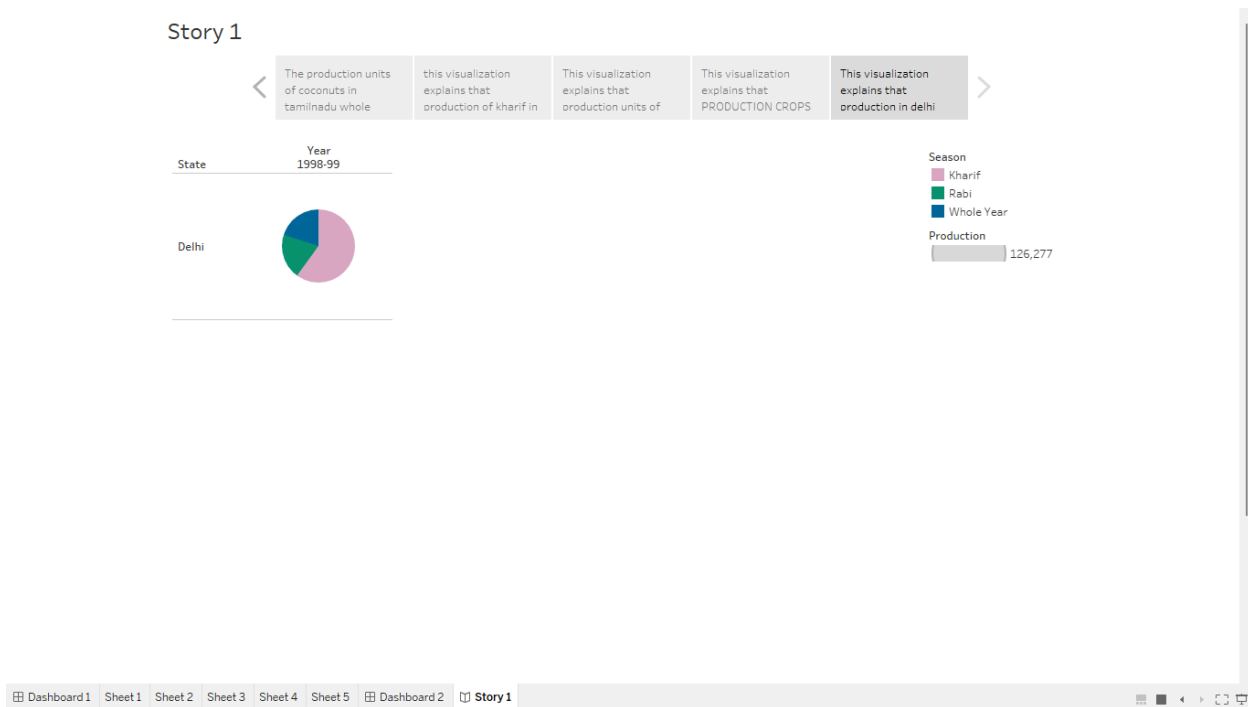 Story 1
The production units
of coconuts in
tamilnadu whole
this visualization
explains that
production of kharif in
This visualization
explains that
production units of
This visualization
explains that
PRODUCTION CROPS
This visualization
explains that
production in delhi
State
Year
1998-99
Delhi
Season
Kharif
Rabi
Whole Year
Production
126,277
Dashboard 1 Sheet 1 Sheet 2 Sheet 3 Sheet 4 Sheet 5 Dashboard 2 Story 1